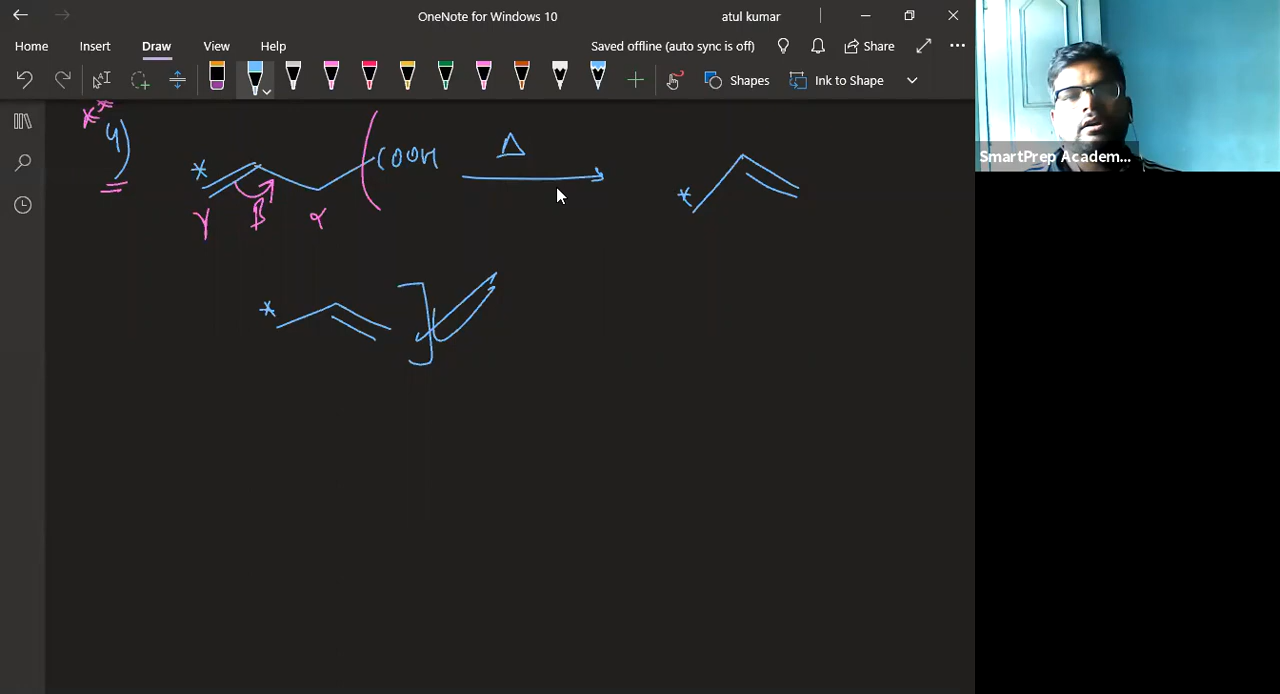 OneNote for Windows 10
atul kumar
Home Insert Draw View Help
Saved offline (auto sync is off)
Share
Shapes
Ink to Shape
SmartPrep Academ...
**
4)
* COOH Δ *
γ β α
*